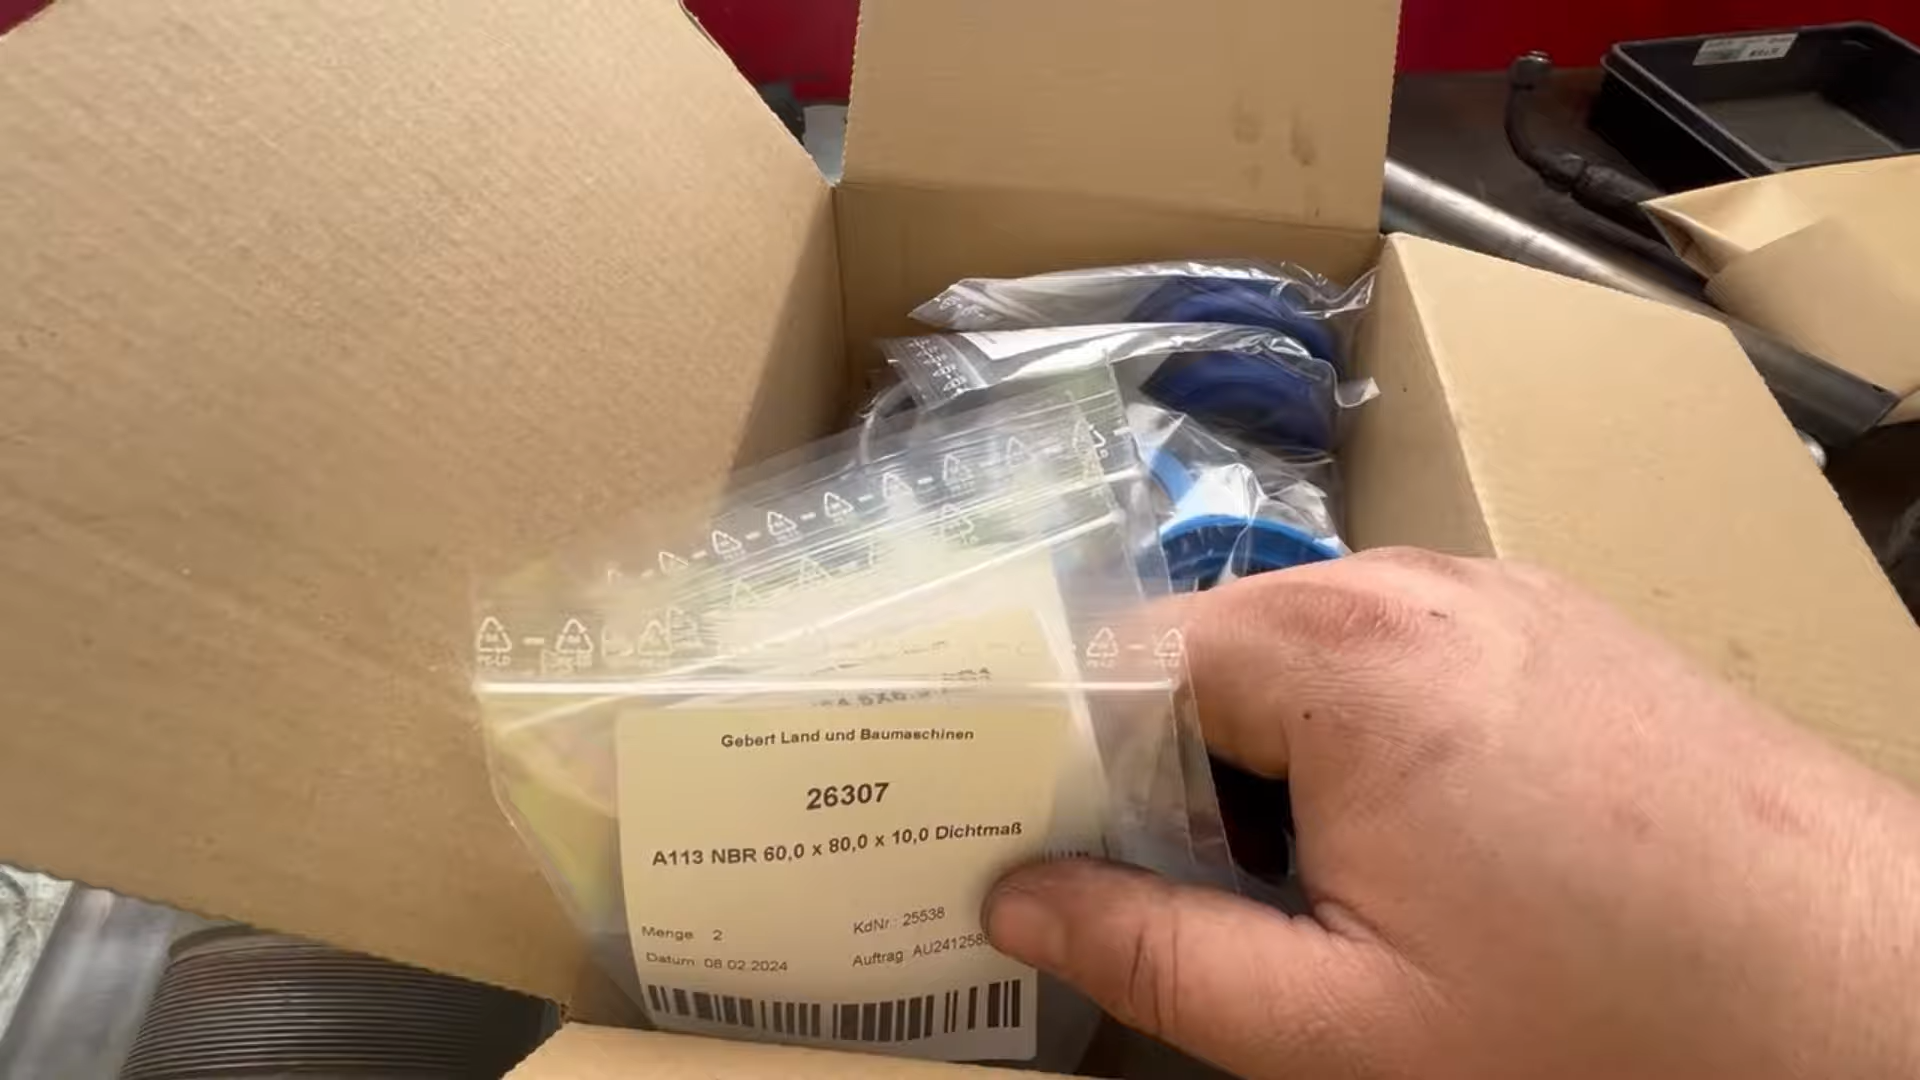 Gebert Land und Baumaschinen
26307
A113 NBR 60,0 x 80,0 x 10,0 Dichtmaß
Menge 2
KdNr.: 25538
Datum: 08.02.2024
Auftrag